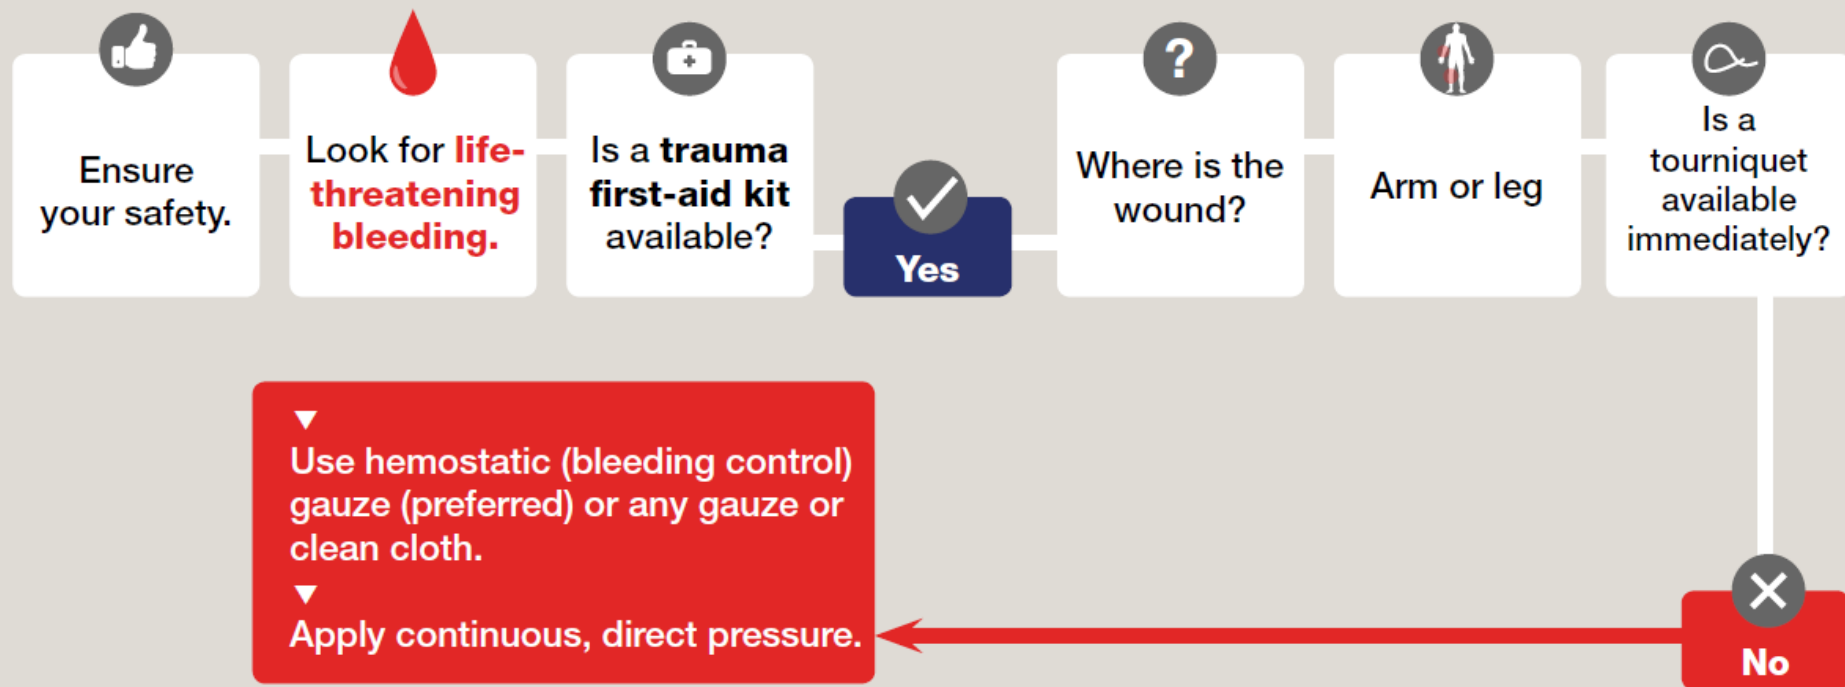 Ensure
your safety.
Look for life-
threatening
bleeding.
Is a trauma
first-aid kit
available?
Yes
?
Where is the
wound?
Arm or leg
Is a
tourniquet
available
immediately?
No
Use hemostatic (bleeding control)
gauze (preferred) or any gauze or
clean cloth.
Apply continuous, direct pressure.